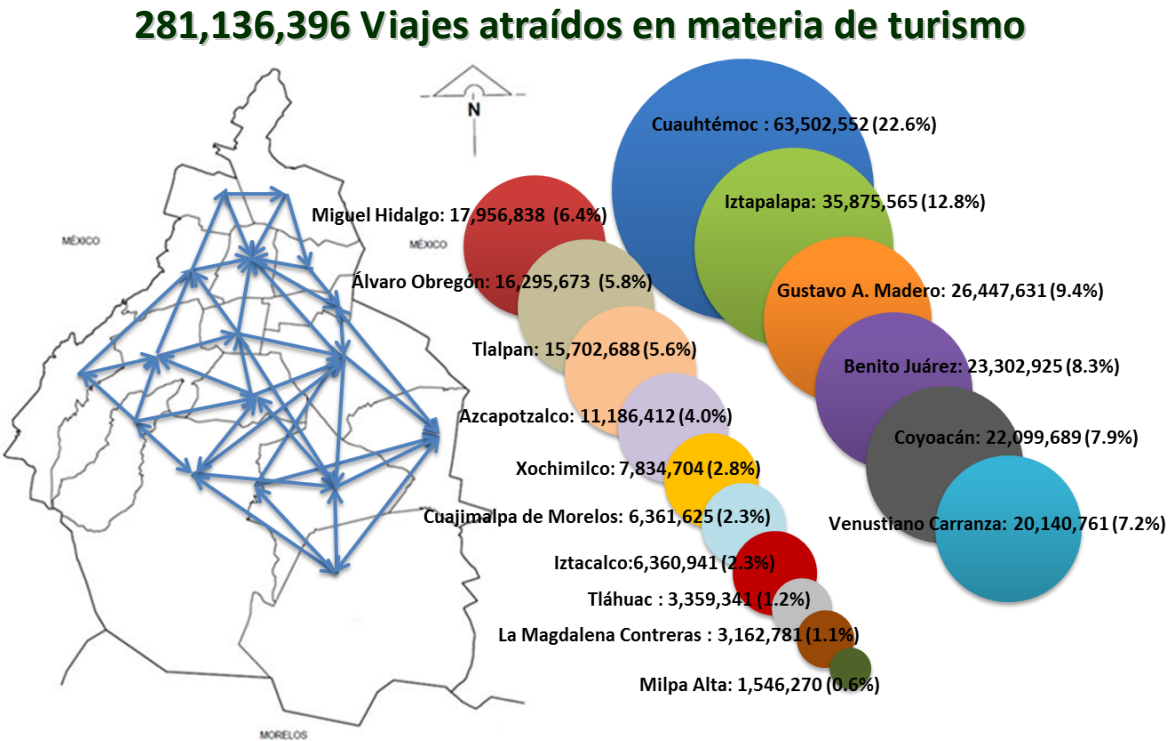 281,136,396 Viajes atraídos en materia de turismo
N
MÉXICO
MÉXICO
MORELOS
Cuauhtémoc : 63,502,552 (22.6%)
Iztapalapa: 35,875,565 (12.8%)
Gustavo A. Madero: 26,447,631 (9.4%)
Benito Juárez: 23,302,925 (8.3%)
Coyoacán: 22,099,689 (7.9%)
Venustiano Carranza: 20,140,761 (7.2%)
Miguel Hidalgo: 17,956,838 (6.4%)
Álvaro Obregón: 16,295,673 (5.8%)
Tlalpan: 15,702,688 (5.6%)
Azcapotzalco: 11,186,412 (4.0%)
Xochimilco: 7,834,704 (2.8%)
Cuajimalpa de Morelos: 6,361,625 (2.3%)
Iztacalco:6,360,941 (2.3%)
Tláhuac : 3,359,341 (1.2%)
La Magdalena Contreras : 3,162,781 (1.1%)
Milpa Alta: 1,546,270 (0.6%)